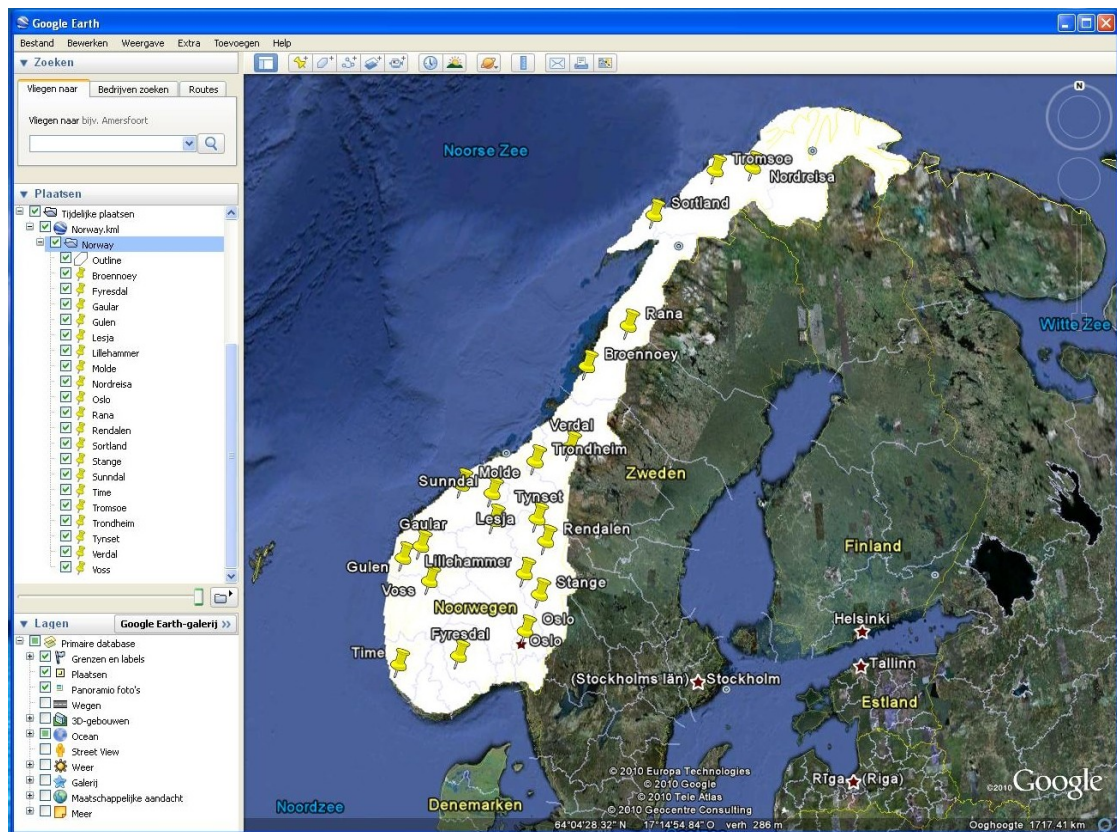 Google Earth
Bestand Bewerken Weergave Extra Toevoegen Help
Zoeken
Vliegen naar Bedrijven zoeken Routes
Vliegen naar bijv. Amersfoort
Plaatsen
Tijdelijke plaatsen
Norway.kml
Norway
Outline
Broennoey
Fyresdal
Gaular
Gulen
Lesja
Lillehammer
Molde
Nordreisa
Oslo
Rana
Rendalen
Sortland
Stange
Sunndal
Time
Tromsoe
Trondheim
Tynset
Verdal
Voss
Lagen Google Earth-galerij >>
Primaire database
Grenzen en labels
Plaatsen
Panoramio foto's
Wegen
3D-gebouwen
Ocean
Street View
Weer
Galerij
Maatschappelijke aandacht
Meer
N
Noorse Zee
Tromsoe
Nordreisa
Sortland
Rana
Witte Zee
Broennoey
Verdal
Trondheim
Zweden
Molde
Sunndal
Tynset
Lesja
Rendalen
Gaular
Finland
Gulen
Lillehammer
Voss
Stange
Noorwegen
Oslo
Helsinki
Fyresdal
Oslo
Time
Tallinn
(Stockholms län) Stockholm
Estland
© 2010 Europa Technologies
© 2010 Google
© 2010 Tele Atlas
© 2010 Geocentre Consulting
Rīga (Riga)
©2010 Google
Noordzee
Denemarken
64°04'28.32" N 17°14'54.84" O verh 286 m
Ooghoogte 1717.41 km